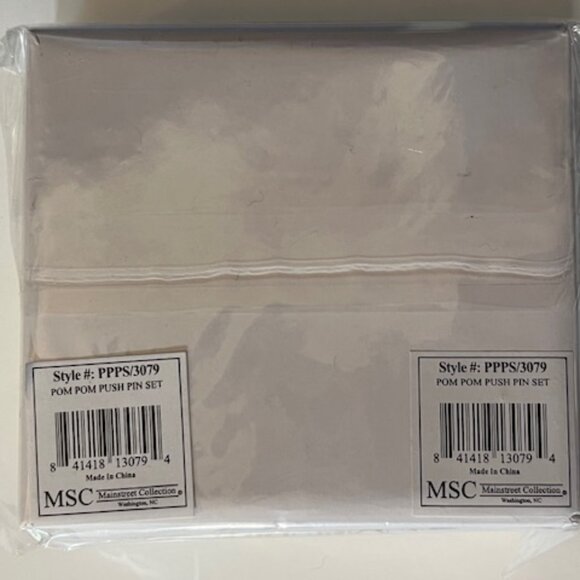 Style #: PPPS/3079
POM POM PUSH PIN SET
8 41418 13079 4
Made In China
MSC Mainstreet Collection ®
Washington, NC
Style #: PPPS/3079
POM POM PUSH PIN SET
8 41418 13079 4
Made In China
MSC Mainstreet Collection ®
Washington, NC